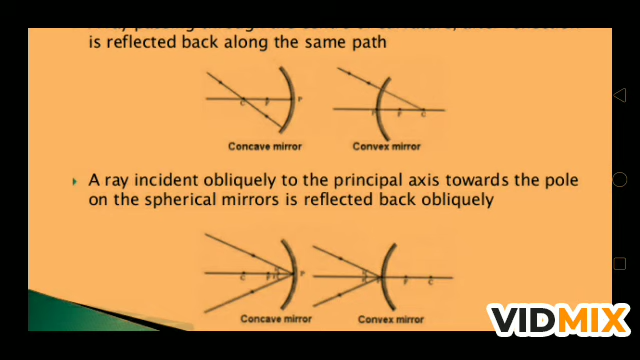 is reflected back along the same path
C F P
P F C
Concave mirror Convex mirror
A ray incident obliquely to the principal axis towards the pole
on the spherical mirrors is reflected back obliquely
Concave mirror Convex mirror
VIDMIX